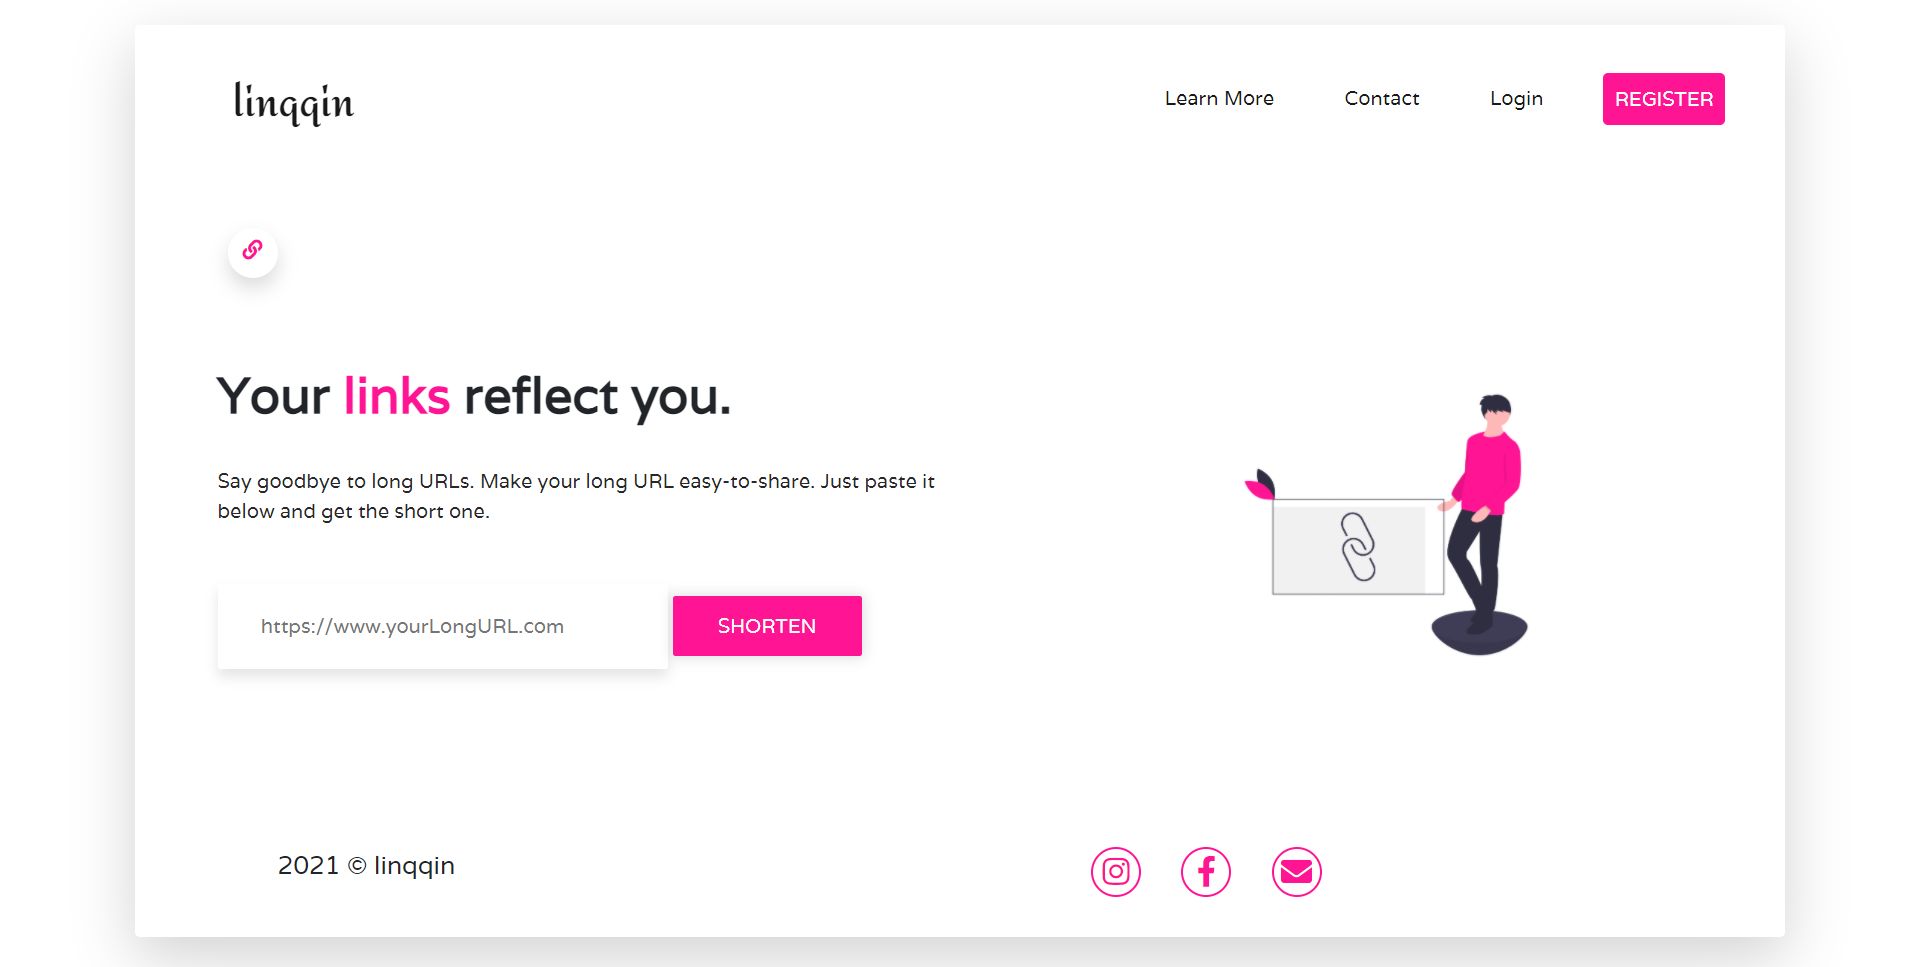 linqqin
Learn More
Contact
Login
REGISTER
Your links reflect you.
Say goodbye to long URLs. Make your long URL easy-to-share. Just paste it
below and get the short one.
https://www.yourLongURL.com
SHORTEN
2021 © linqqin